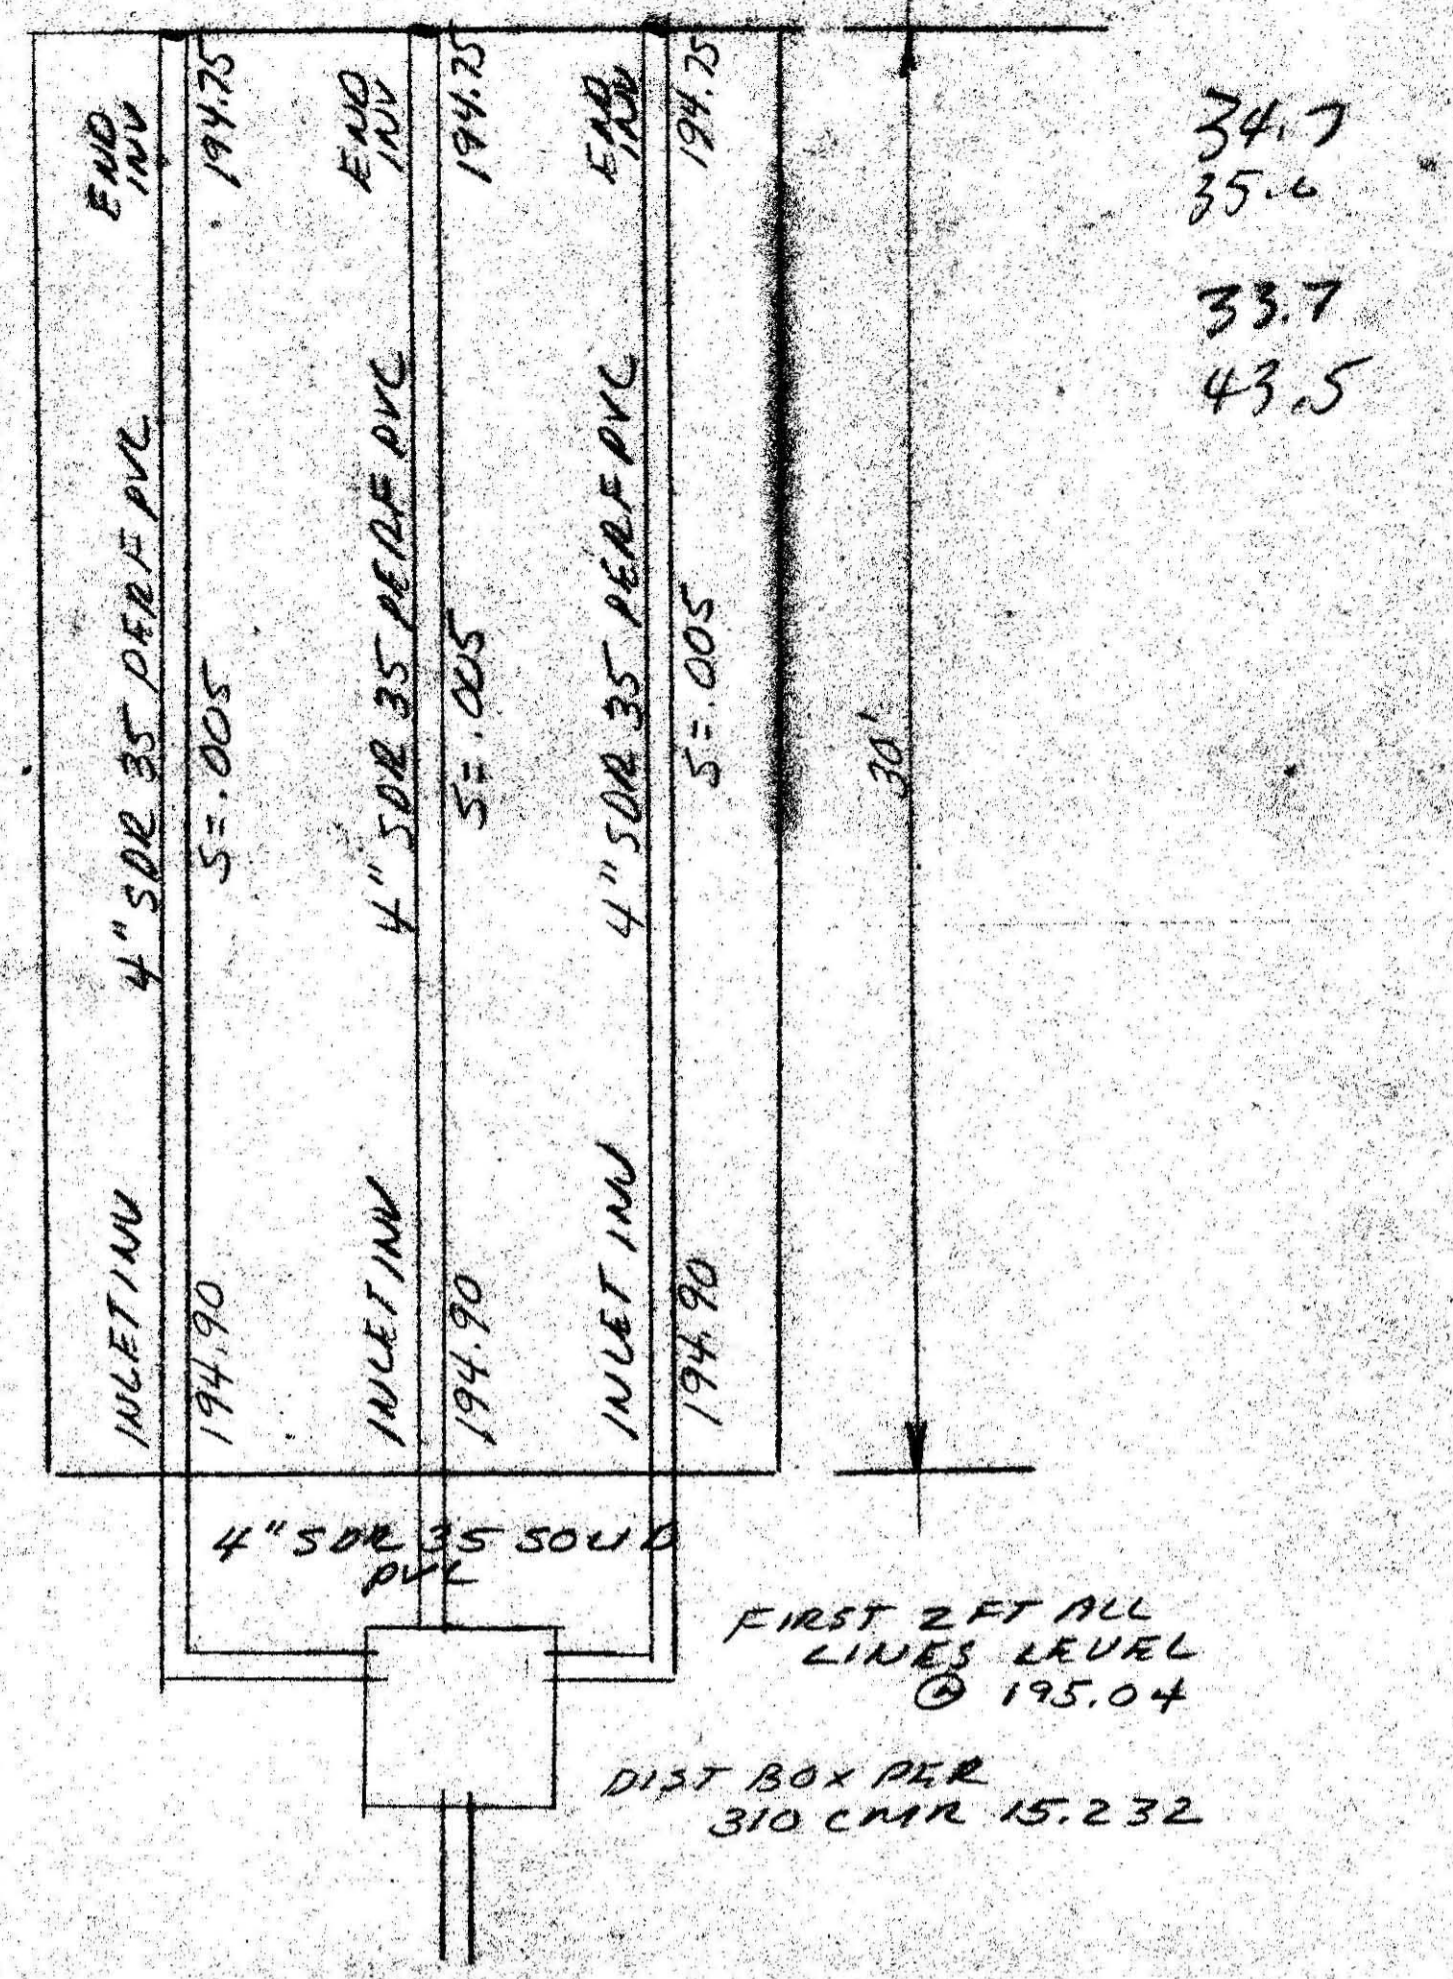 END
INV
194.75
END
INV
194.75
END
INV
194.75
4" SDR 35 PERF PVC
S=.005
4" SDR 35 PERF PVC
S=.005
4" SDR 35 PERF PVC
S=.005
INLET INV
194.90
INLET INV
194.90
INLET INV
194.90
30'
34.7
33.7
43.5
4" SDR 35 SOLID
PVC
FIRST 2 FT ALL
LINES LEVEL
@ 195.04
DIST BOX PER
310 CMR 15.232